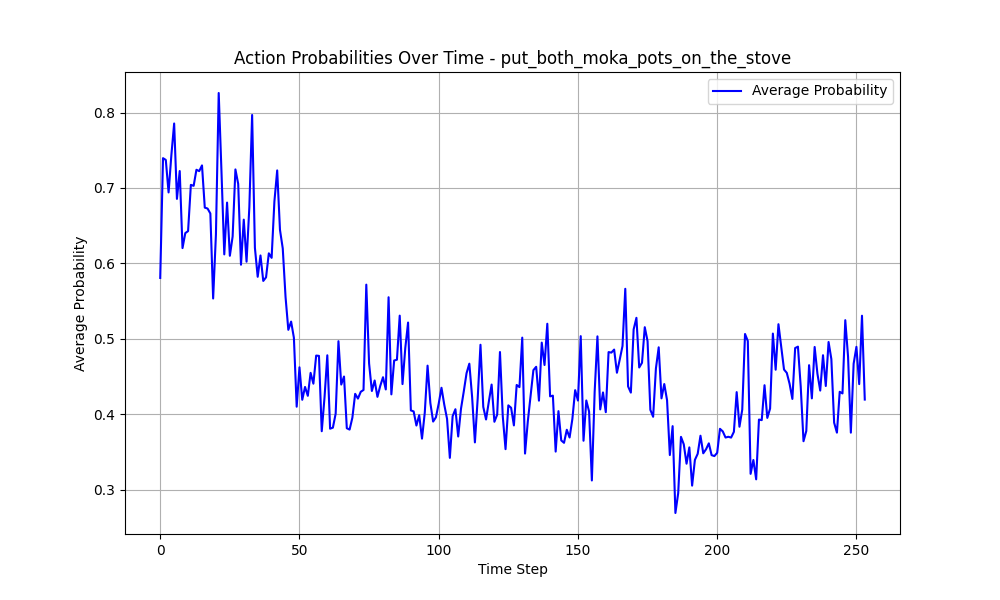 Action Probabilities Over Time - put_both_moka_pots_on_the_stove
Average Probability
Average Probability
0.8
0.7
0.6
0.5
0.4
0.3
0 50 100 150 200 250
Time Step